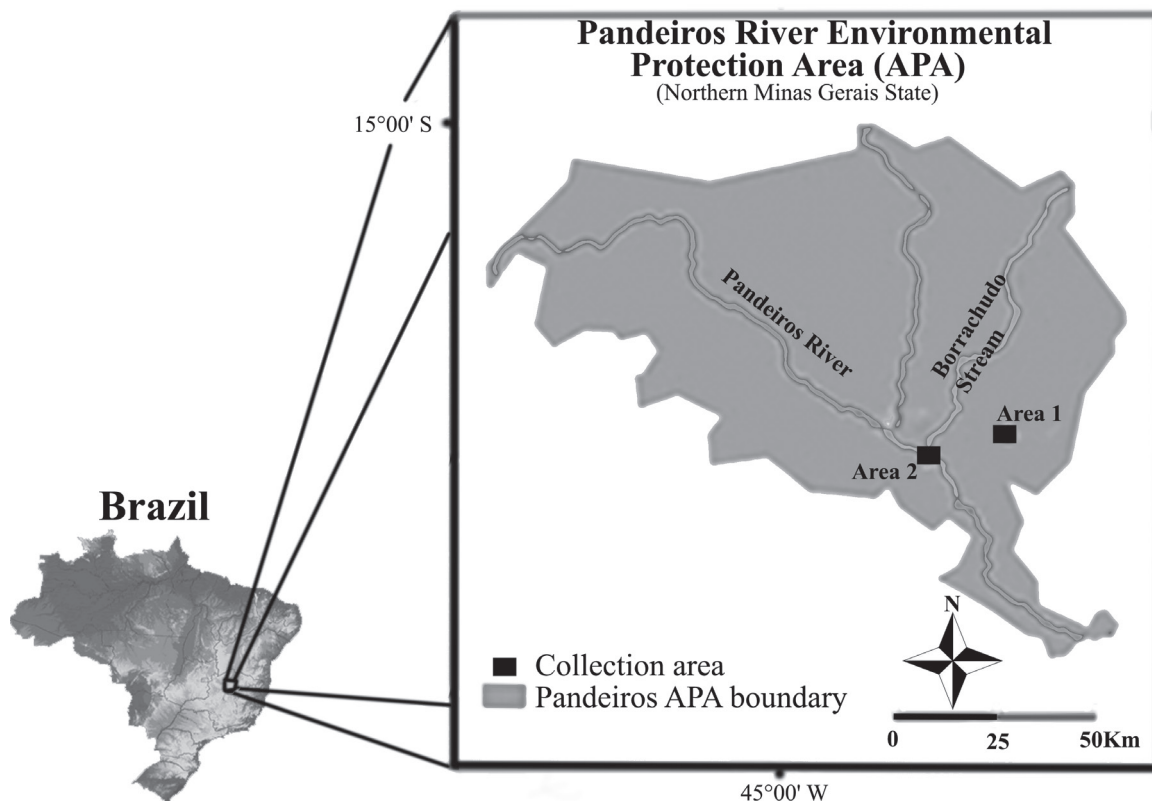 Pandeiros River Environmental
Protection Area (APA)
(Northern Minas Gerais State)
15°00' S
Pandeiros River
Borrachudo
Stream
Area 1
Area 2
Brazil
N
Collection area
Pandeiros APA boundary
0 25 50Km
45°00' W